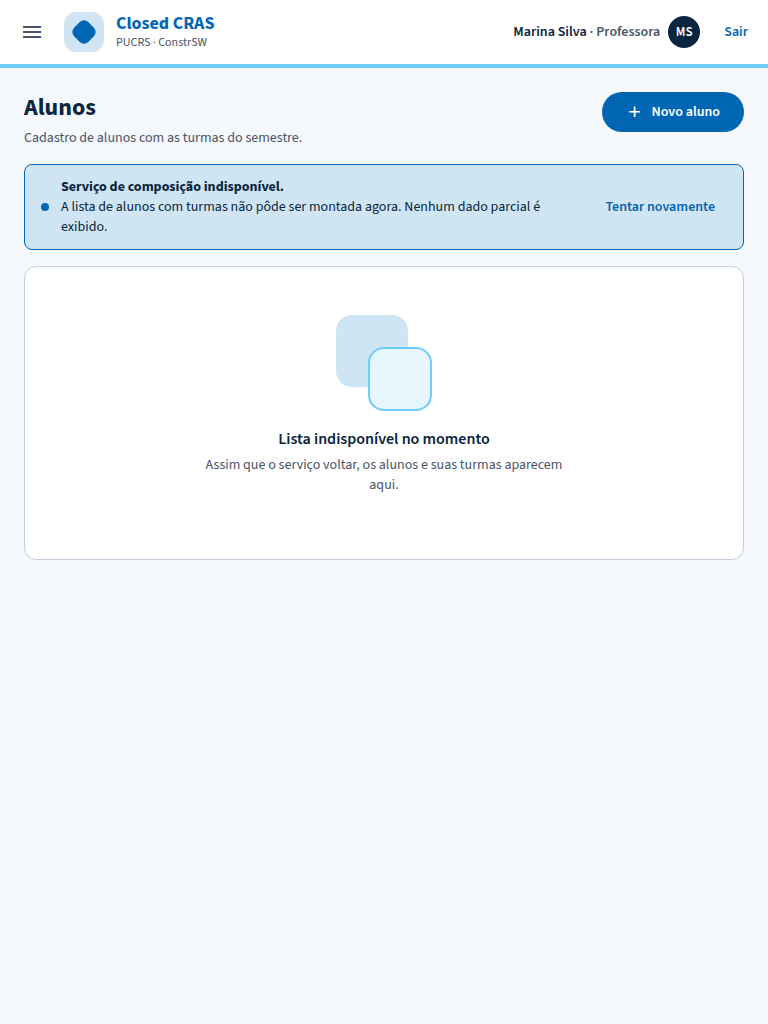 Closed CRAS
PUCRS · ConstrSW
Marina Silva · Professora
MS
Sair
Alunos
Cadastro de alunos com as turmas do semestre.
Novo aluno
Serviço de composição indisponível.
A lista de alunos com turmas não pôde ser montada agora. Nenhum dado parcial é
exibido.
Tentar novamente
Lista indisponível no momento
Assim que o serviço voltar, os alunos e suas turmas aparecem
aqui.